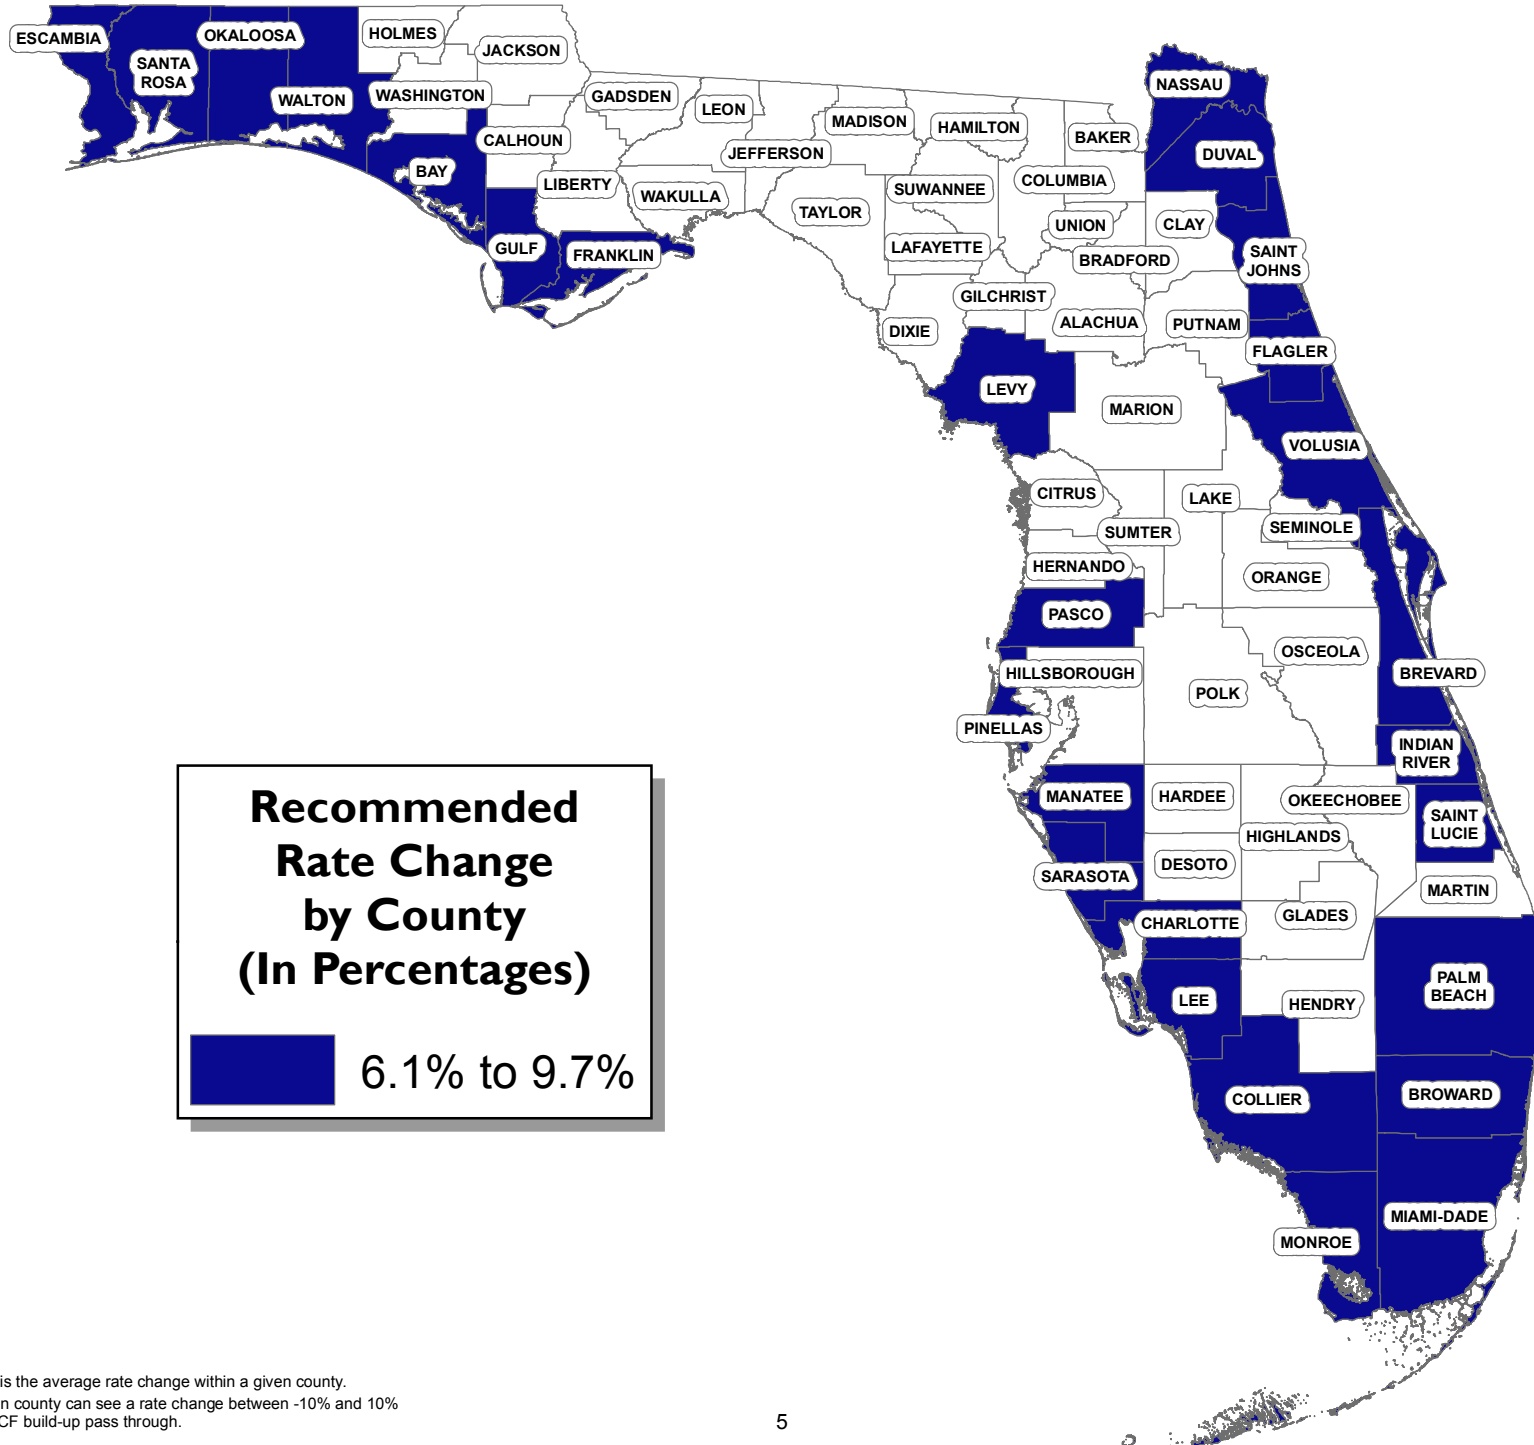 ESCAMBIA
SANTA
ROSA
OKALOOSA
WALTON
HOLMES
JACKSON
WASHINGTON
BAY
CALHOUN
GULF
LIBERTY
FRANKLIN
GADSDEN
LEON
WAKULLA
JEFFERSON
MADISON
TAYLOR
HAMILTON
SUWANNEE
LAFAYETTE
COLUMBIA
BAKER
UNION
BRADFORD
NASSAU
DUVAL
CLAY
SAINT
JOHNS
GILCHRIST
DIXIE
ALACHUA
PUTNAM
FLAGLER
LEVY
MARION
VOLUSIA
CITRUS
LAKE
SUMTER
SEMINOLE
HERNANDO
ORANGE
PASCO
OSCEOLA
HILLSBOROUGH
POLK
BREVARD
PINELLAS
INDIAN
RIVER
MANATEE
HARDEE
OKEECHOBEE
SAINT
LUCIE
HIGHLANDS
DESOTO
SARASOTA
MARTIN
CHARLOTTE
GLADES
LEE
HENDRY
PALM
BEACH
COLLIER
BROWARD
MIAMI-DADE
MONROE
Recommended
Rate Change
by County
(In Percentages)
6.1% to 9.7%
is the average rate change within a given county.
n county can see a rate change between -10% and 10%
CF build-up pass through.
5